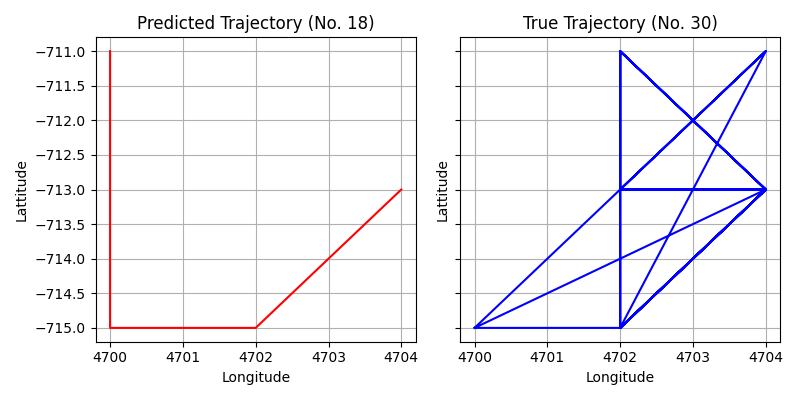 Predicted Trajectory (No. 18)
Lattitude
−711.0
−711.5
−712.0
−712.5
−713.0
−713.5
−714.0
−714.5
−715.0
4700 4701 4702 4703 4704
Longitude
True Trajectory (No. 30)
Lattitude
4700 4701 4702 4703 4704
Longitude